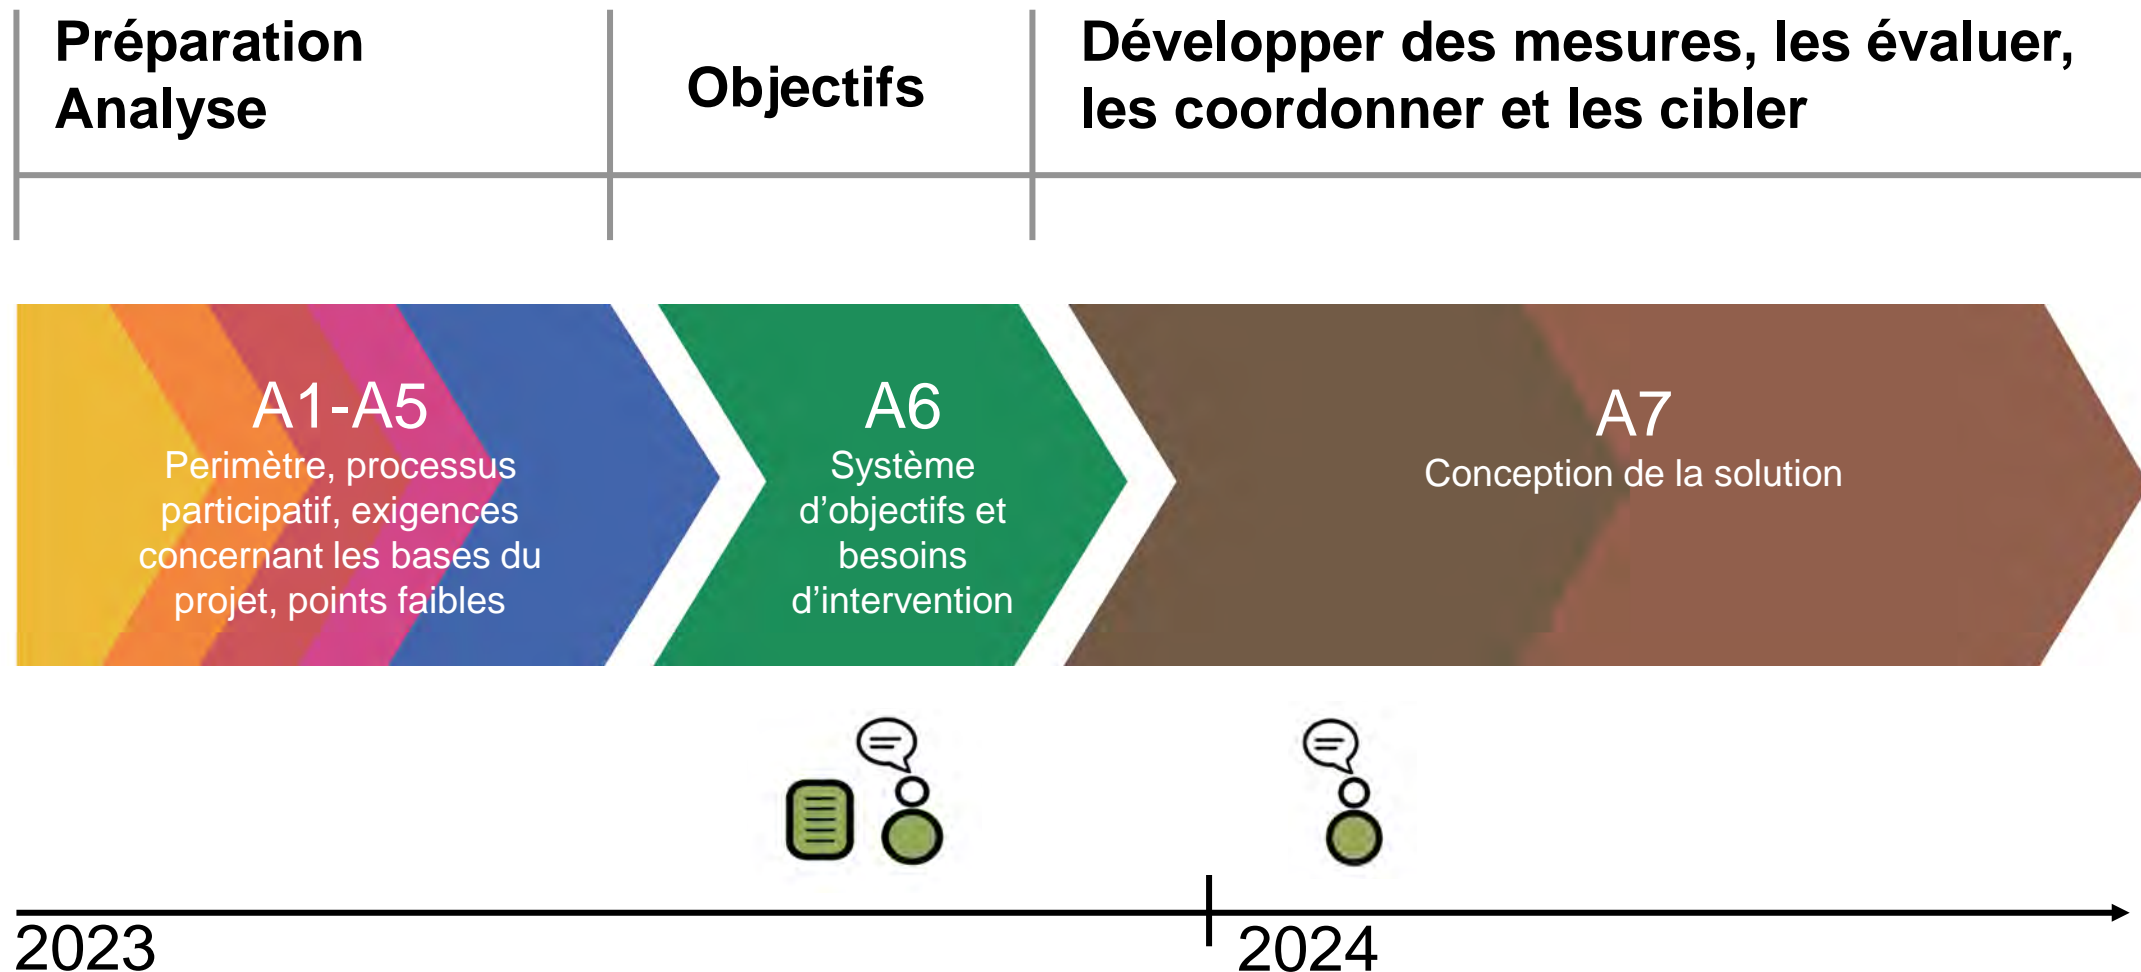 Préparation
Analyse
Objectifs
Développer des mesures, les évaluer,
les coordonner et les cibler
A1-A5
Perimètre, processus
participatif, exigences
concernant les bases du
projet, points faibles
A6
Système
d’objectifs et
besoins
d’intervention
A7
Conception de la solution
2023
2024